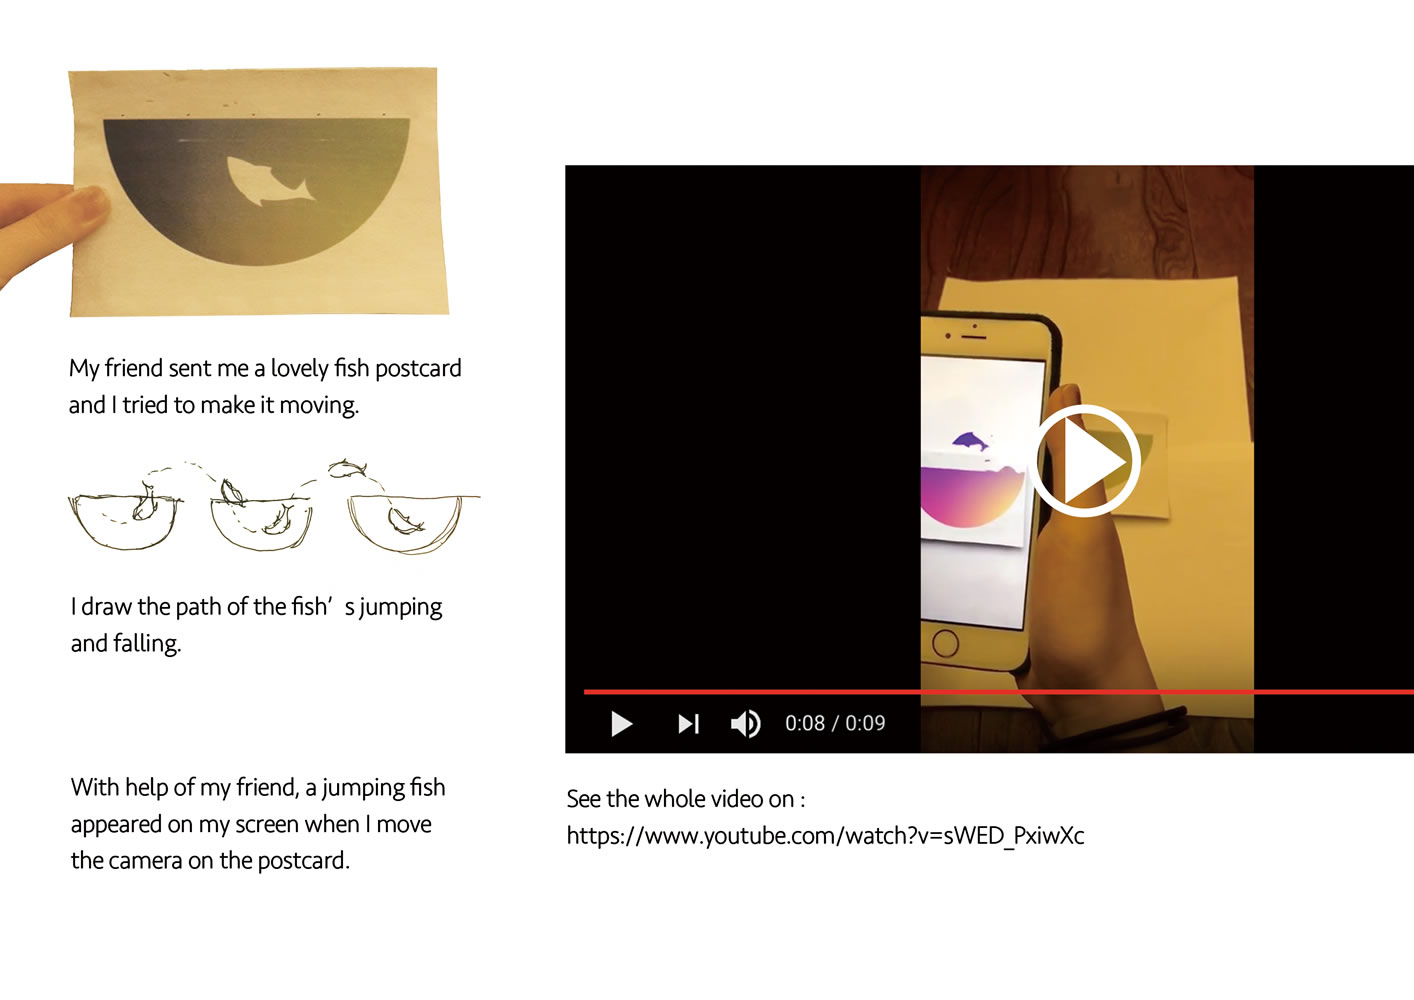 My friend sent me a lovely fish postcard
and I tried to make it moving.
I draw the path of the fish’ s jumping
and falling.
With help of my friend, a jumping fish
appeared on my screen when I move
the camera on the postcard.
0:08 / 0:09
See the whole video on :
https://www.youtube.com/watch?v=sWED_PxiwXc